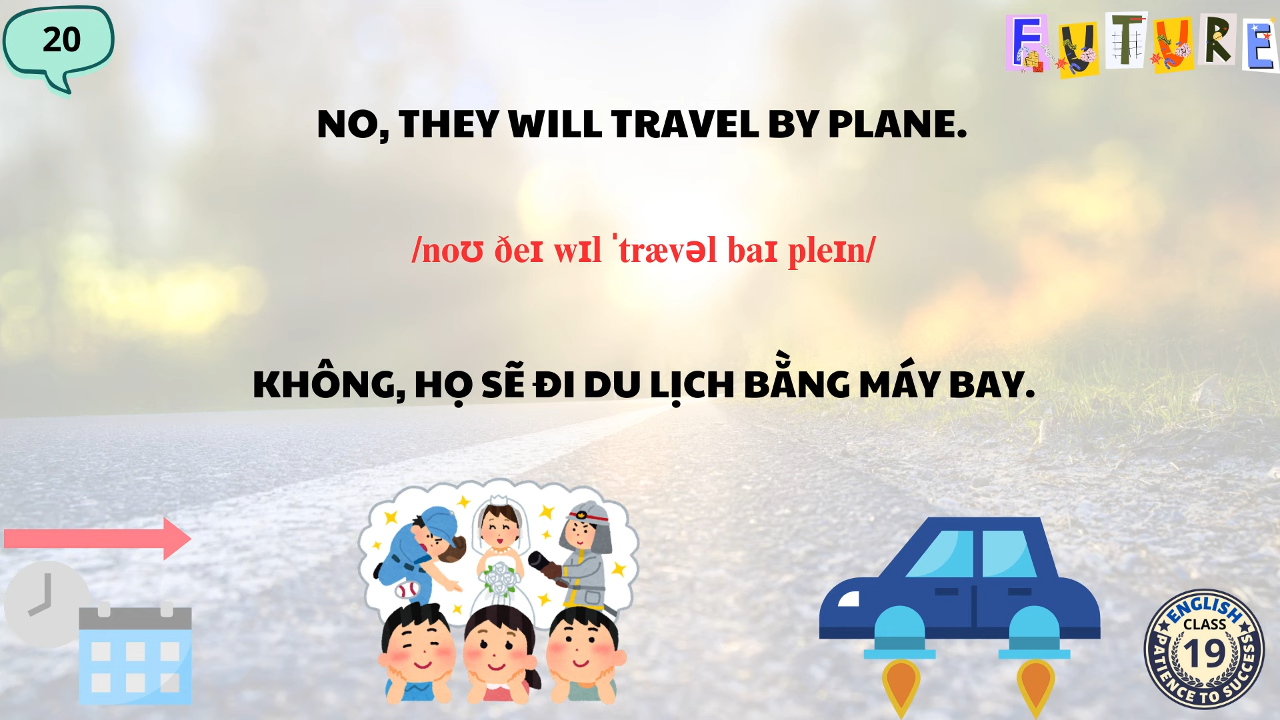 20
FUTURE
NO, THEY WILL TRAVEL BY PLANE.
/noʊ ðeɪ wɪl ˈtrævəl baɪ pleɪn/
KHÔNG, HỌ SẼ ĐI DU LỊCH BẰNG MÁY BAY.
ENGLISH
CLASS
19
PATIENCE TO SUCCESS